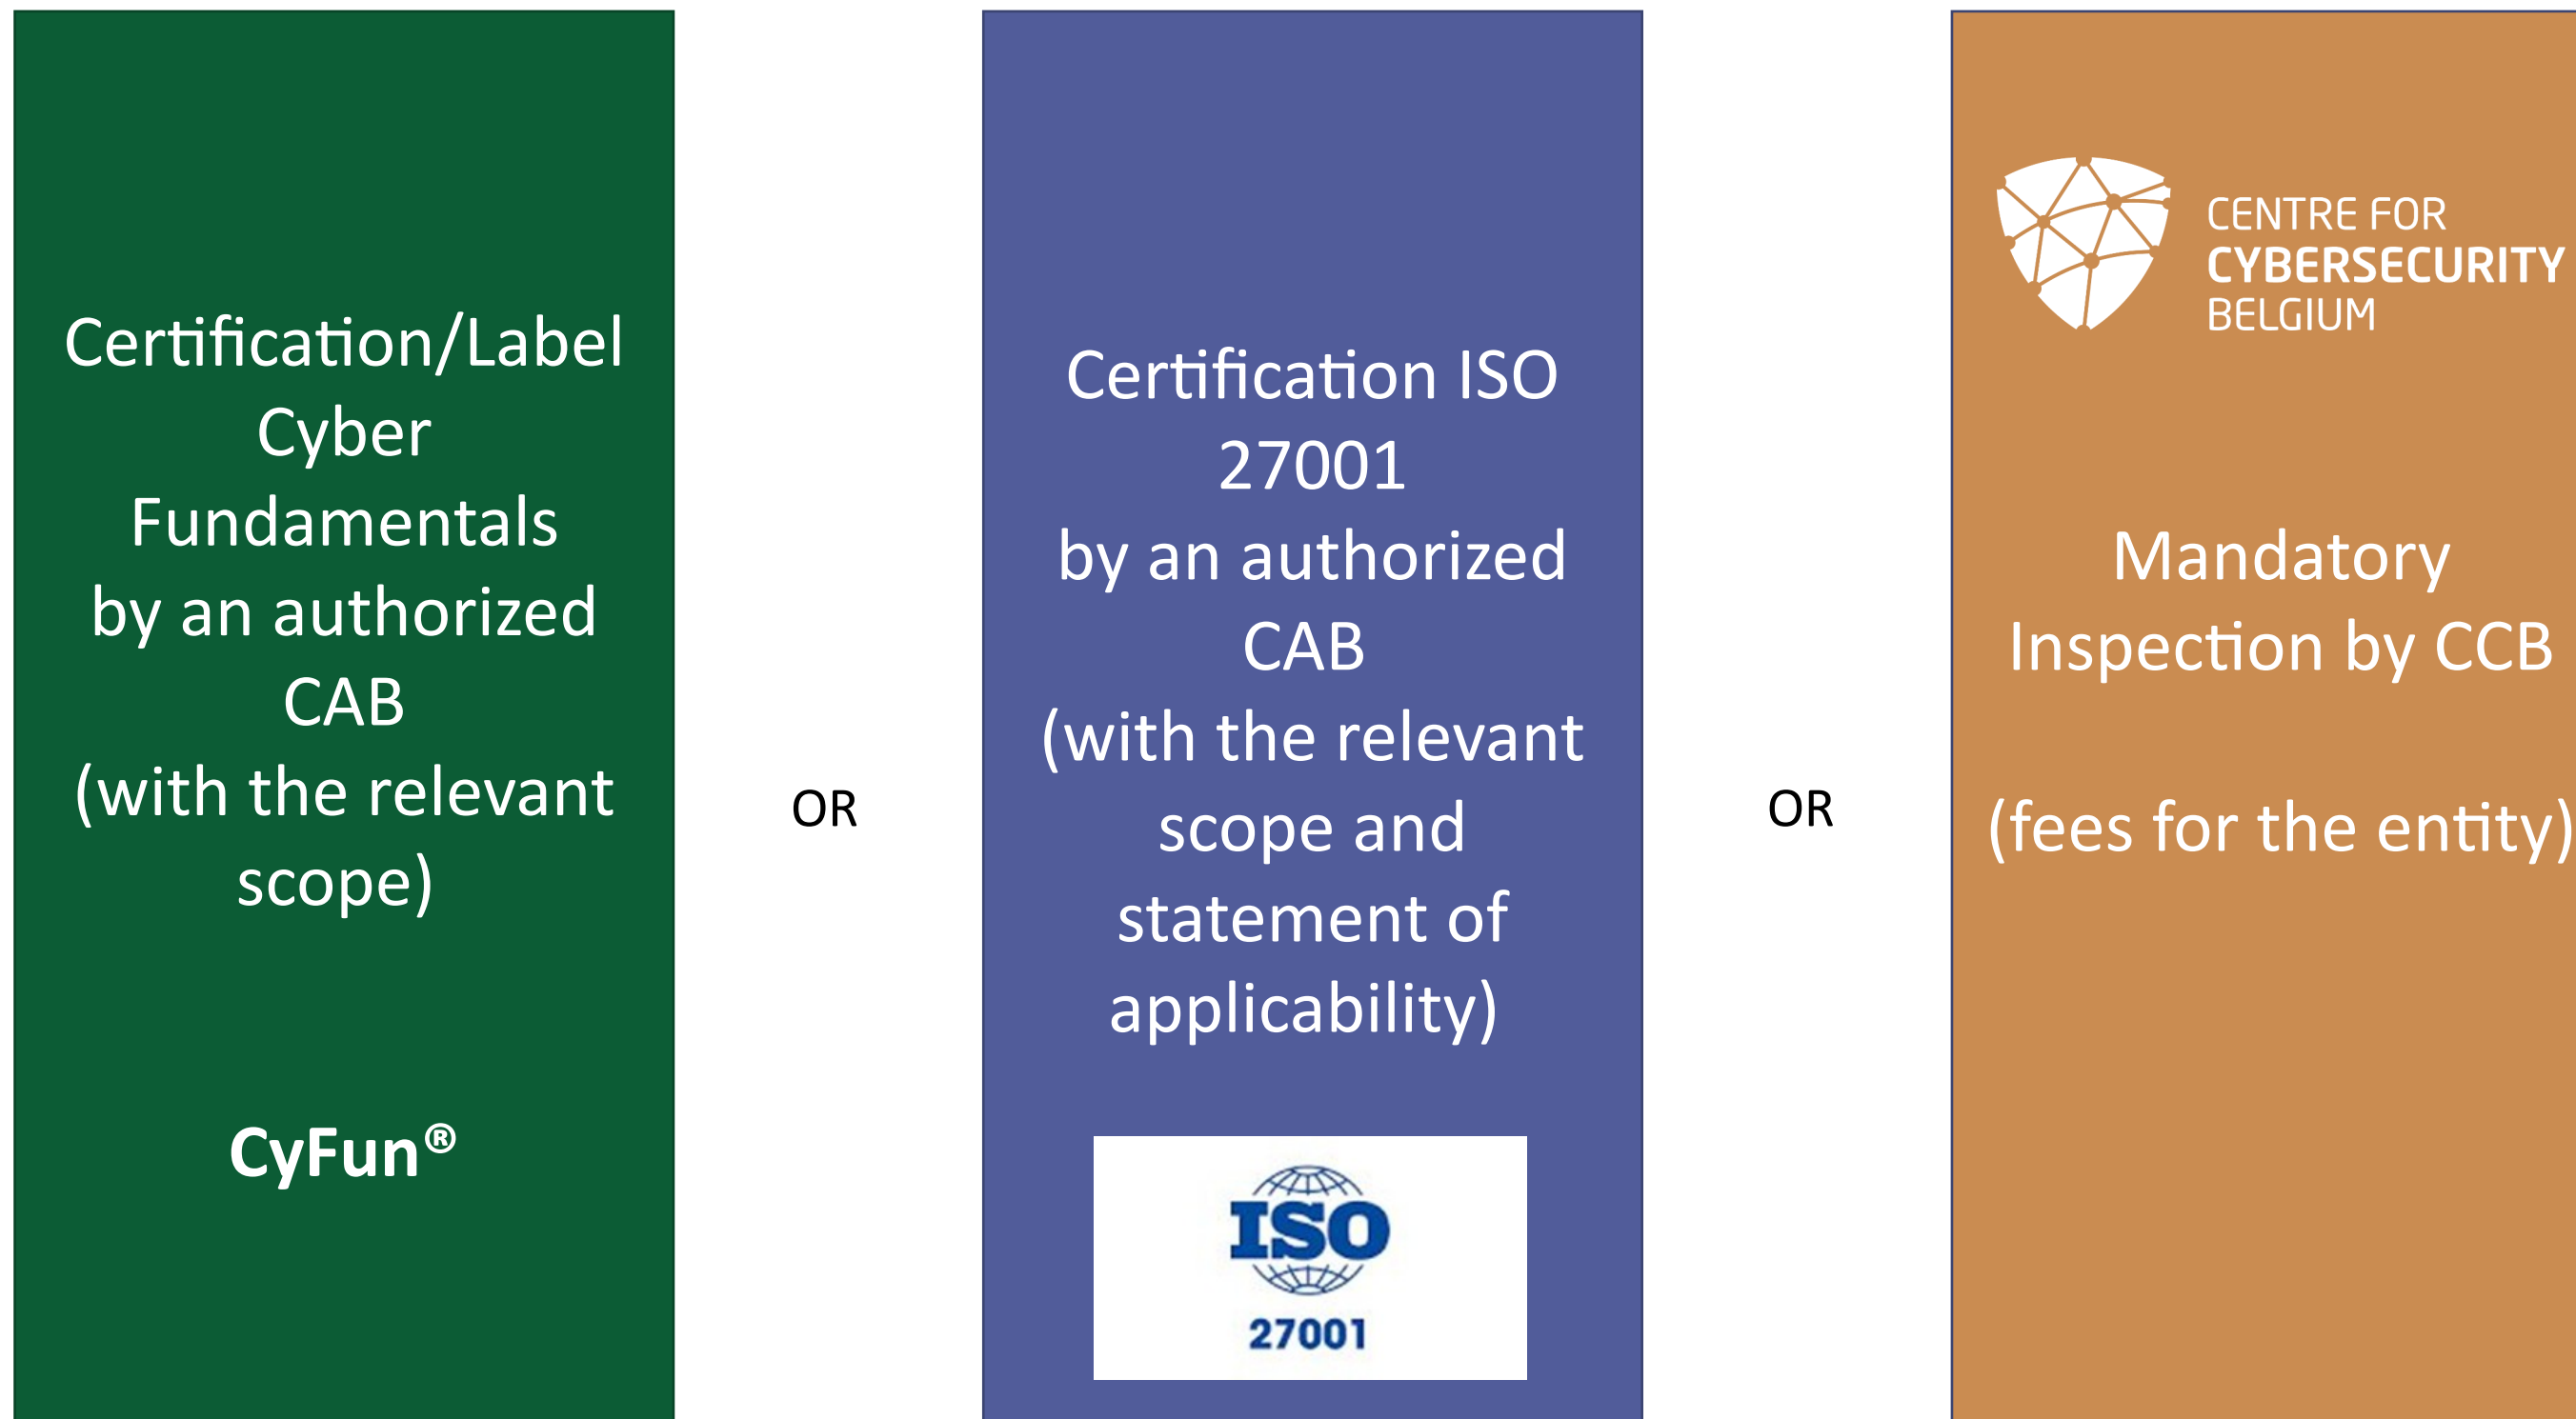 Certification/Label
Cyber
Fundamentals
by an authorized
CAB
(with the relevant
scope)
CyFun®
OR
Certification ISO
27001
by an authorized
CAB
(with the relevant
scope and
statement of
applicability)
ISO
27001
OR
CENTRE FOR
CYBERSECURITY
BELGIUM
Mandatory
Inspection by CCB
(fees for the entity)